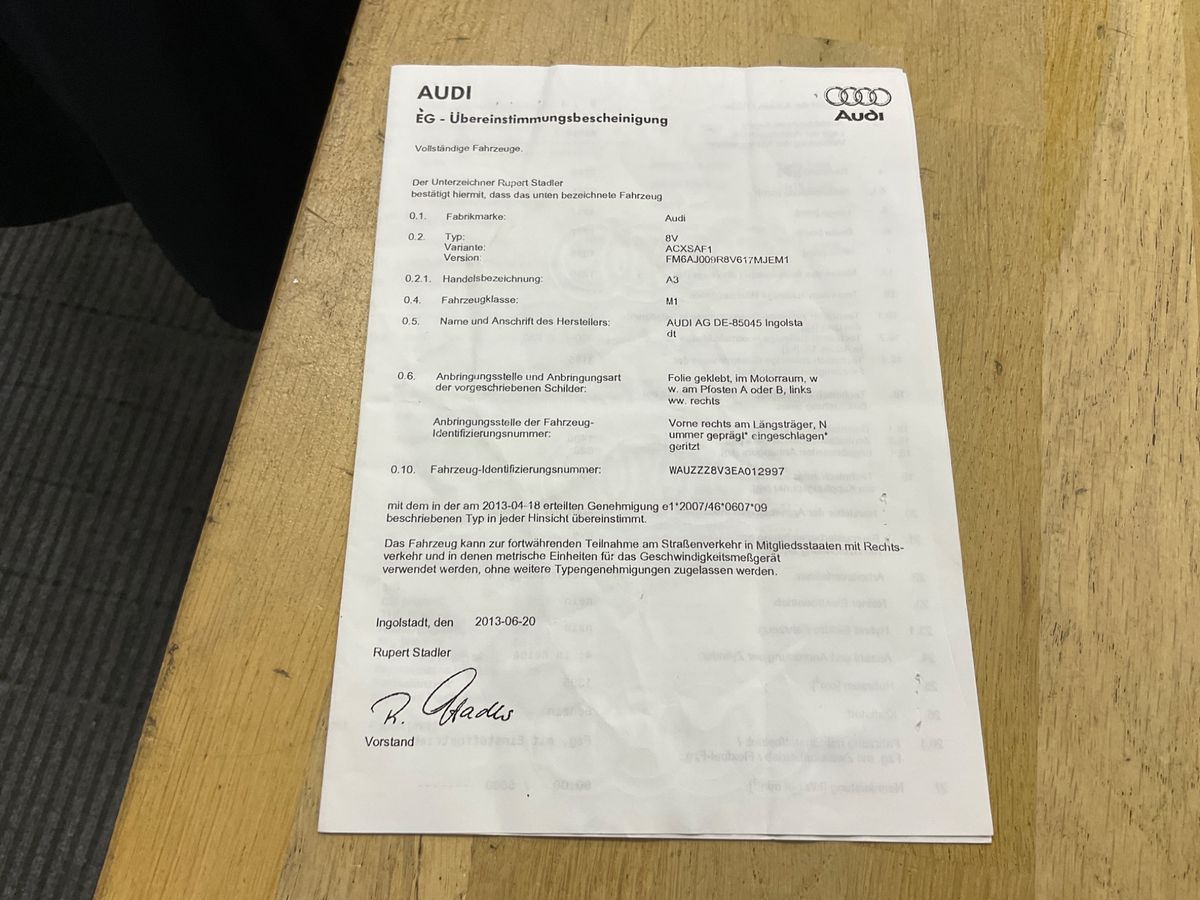 AUDI
EG - Übereinstimmungsbescheinigung
Audi
Vollständige Fahrzeuge.
Der Unterzeichner Rupert Stadler
bestätigt hiermit, dass das unten bezeichnete Fahrzeug
0.1. Fabrikmarke: Audi
0.2. Typ: 8V
Variante: ACXSAF1
Version: FM6AJ009R8V617MJEM1
0.2.1. Handelsbezeichnung: A3
0.4. Fahrzeugklasse: M1
0.5. Name und Anschrift des Herstellers: AUDI AG DE-85045 Ingolsta
dt
0.6. Anbringungsstelle und Anbringungsart Folie geklebt, im Motorraum, w
der vorgeschriebenen Schilder: w. am Pfosten A oder B, links
ww. rechts
Anbringungsstelle der Fahrzeug- Vorne rechts am Längsträger, N
Identifizierungsnummer: ummer geprägt* eingeschlagen*
geritzt
0.10. Fahrzeug-Identifizierungsnummer: WAUZZZ8V3EA012997
mit dem in der am 2013-04-18 erteilten Genehmigung e1*2007/46*0607*09
beschriebenen Typ in jeder Hinsicht übereinstimmt.
Das Fahrzeug kann zur fortwährenden Teilnahme am Straßenverkehr in Mitgliedsstaaten mit Rechts-
verkehr und in denen metrische Einheiten für das Geschwindigkeitsmeßgerät
verwendet werden, ohne weitere Typengenehmigungen zugelassen werden.
Ingolstadt, den 2013-06-20
Rupert Stadler
R. Stadler
Vorstand